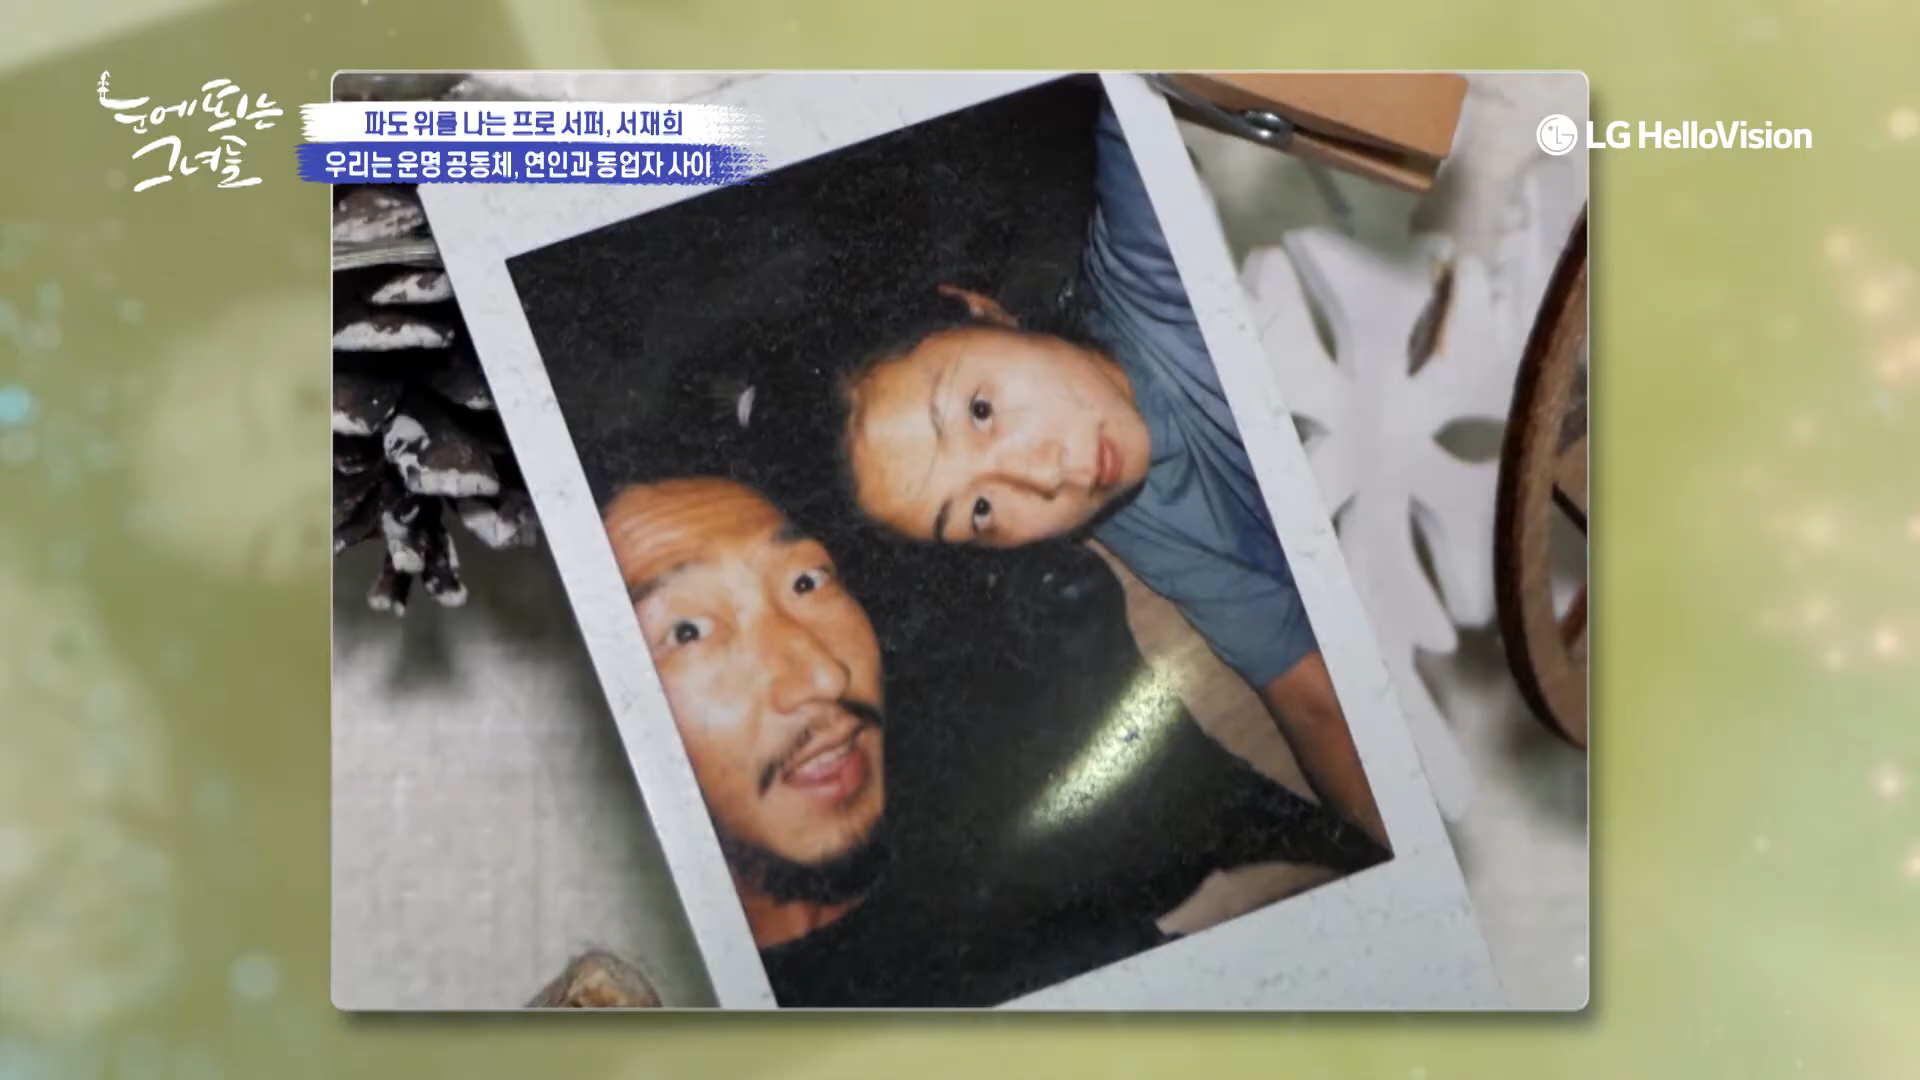 눈에 띄는
그녀들
파도 위를 나는 프로 서퍼, 서재희
우리는 운명 공동체, 연인과 동업자 사이
LG HelloVision